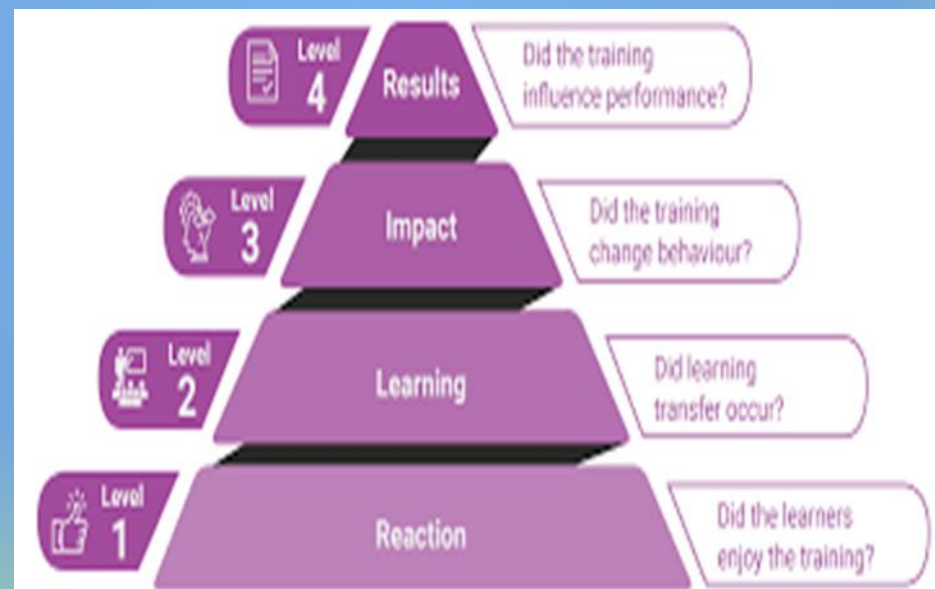 Level
4
Results
Did the training
influence performance?
Level
3
Impact
Did the training
change behaviour?
Level
2
Learning
Did learning
transfer occur?
Level
1
Reaction
Did the learners
enjoy the training?